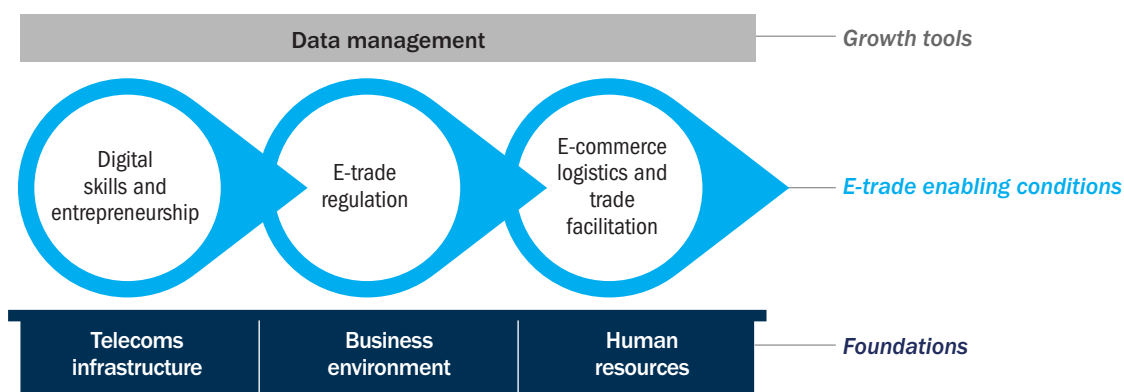 Data management
Growth tools
Digital
skills and
entrepreneurship
E-trade
regulation
E-commerce
logistics and
trade
facilitation
E-trade enabling conditions
Telecoms
infrastructure
Business
environment
Human
resources
Foundations